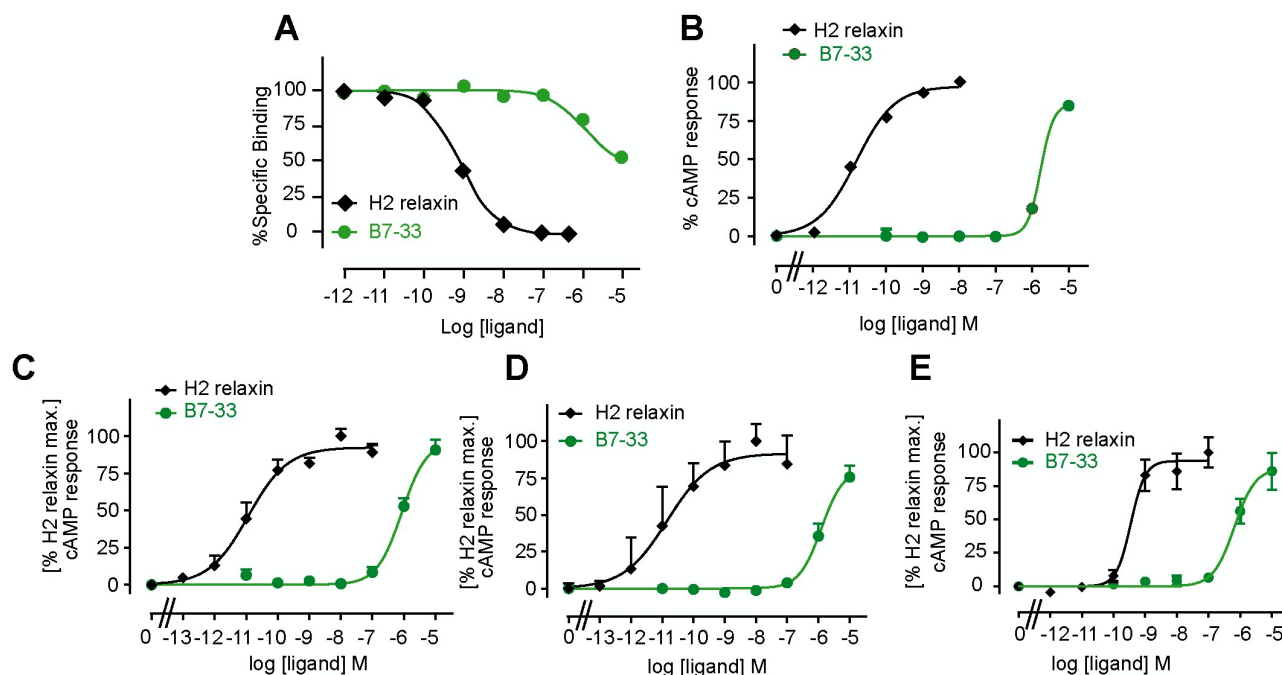 A
100
75
50
25
0
%Specific Binding
H2 relaxin
B7-33
-12 -11 -10 -9 -8 -7 -6 -5
Log [ligand]
B
H2 relaxin
B7-33
100
75
50
25
0
% cAMP response
0 -12 -11 -10 -9 -8 -7 -6 -5
log [ligand] M
C
H2 relaxin
B7-33
[% H2 relaxin max.]
cAMP response
100
75
50
25
0
0 -13 -12 -11 -10 -9 -8 -7 -6 -5
log [ligand] M
D
H2 relaxin
B7-33
[% H2 relaxin max.]
cAMP response
100
75
50
25
0
0 -13 -12 -11 -10 -9 -8 -7 -6 -5
log [ligand] M
E
H2 relaxin
B7-33
[% H2 relaxin max.]
cAMP response
100
75
50
25
0
0 -12 -11 -10 -9 -8 -7 -6 -5
log [ligand] M